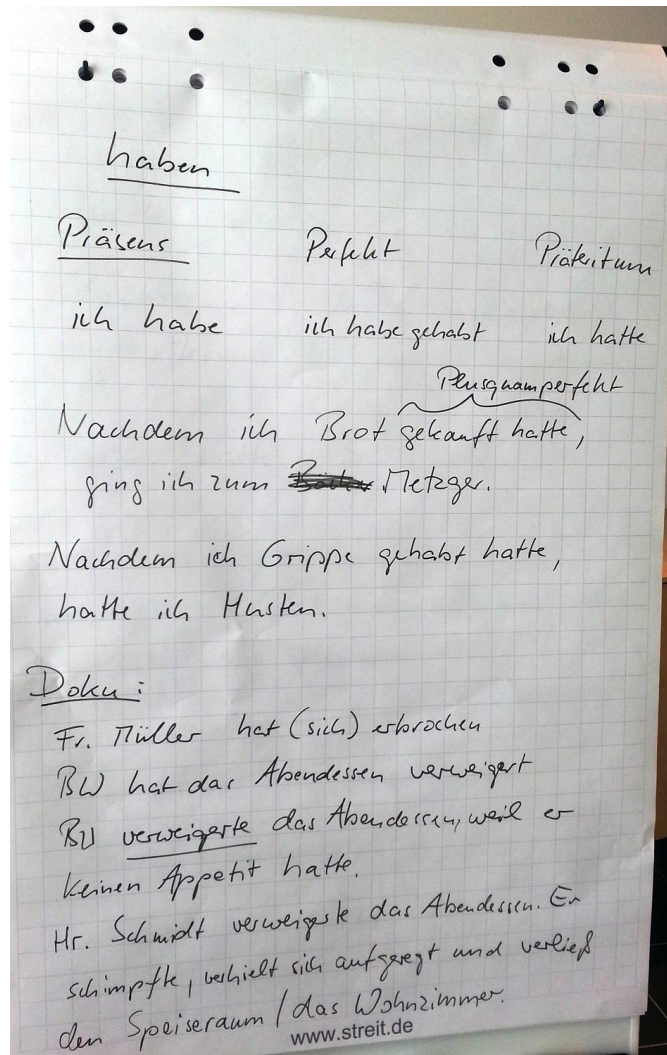 haben
Präsens Perfekt Präteritum
ich habe ich habe gehabt ich hatte
Plusquamperfekt
Nachdem ich Brot gekauft hatte,
ging ich zum Metzger.
Nachdem ich Grippe gehabt hatte,
hatte ich Husten.
Doku:
Fr. Müller hat (sich) erbrochen
BW hat das Abendessen verweigert
BW verweigerte das Abendessen, weil er
keinen Appetit hatte.
Hr. Schmidt verweigerte das Abendessen. Er
schimpfte, verhielt sich aufgeregt und verließ
den Speiseraum / das Wohnzimmer.
www.streit.de